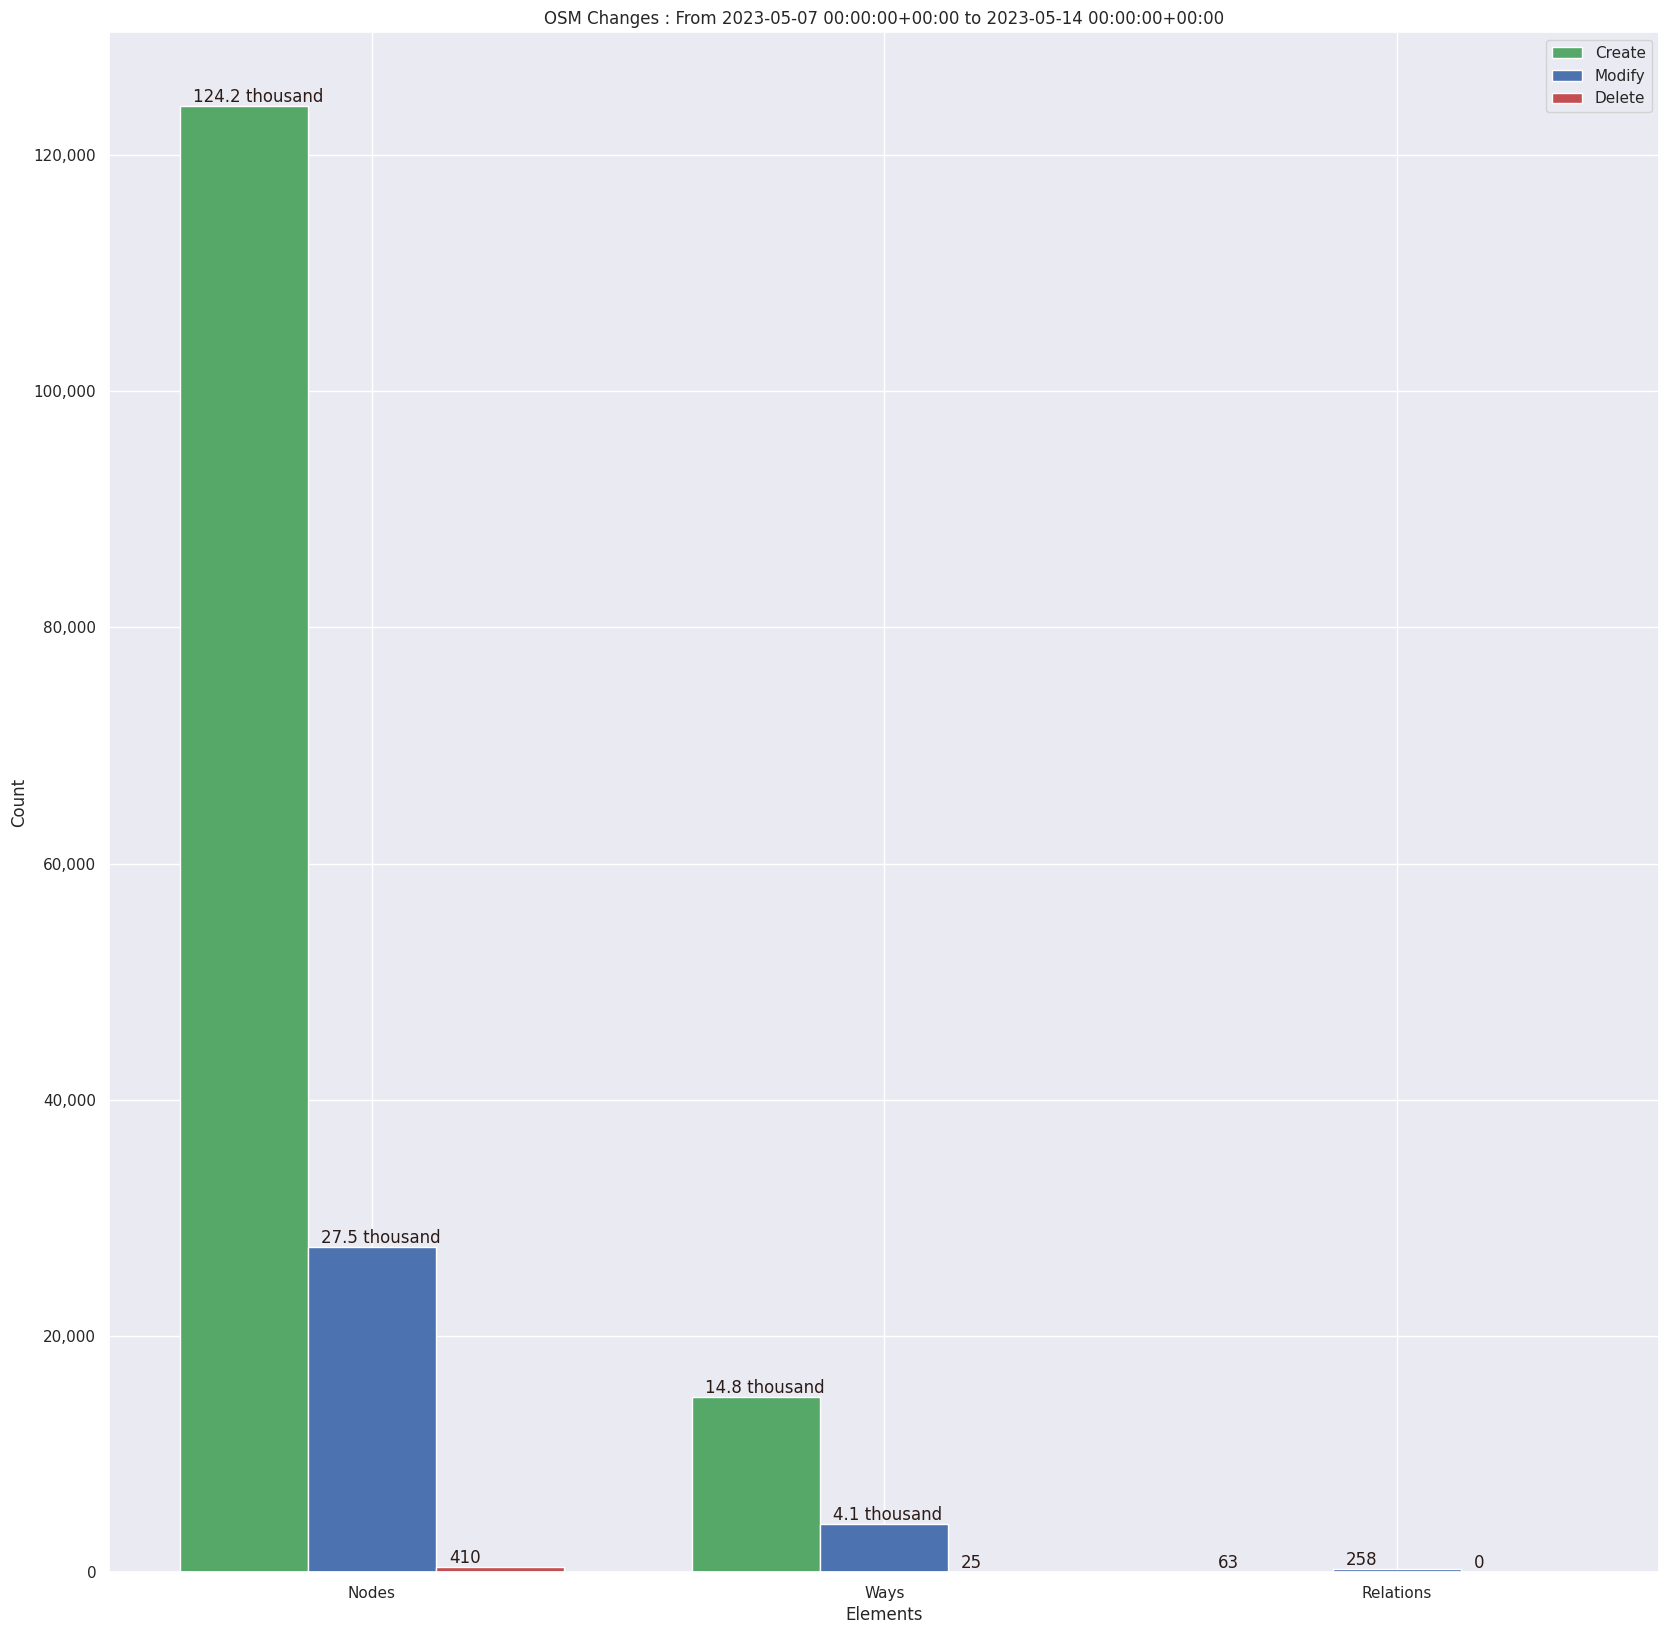 OSM Changes : From 2023-05-07 00:00:00+00:00 to 2023-05-14 00:00:00+00:00
Create
Modify
Delete
124.2 thousand
120,000
100,000
80,000
Count
60,000
40,000
27.5 thousand
20,000
14.8 thousand
4.1 thousand
410
25
63
258
0
0
Nodes
Ways
Relations
Elements